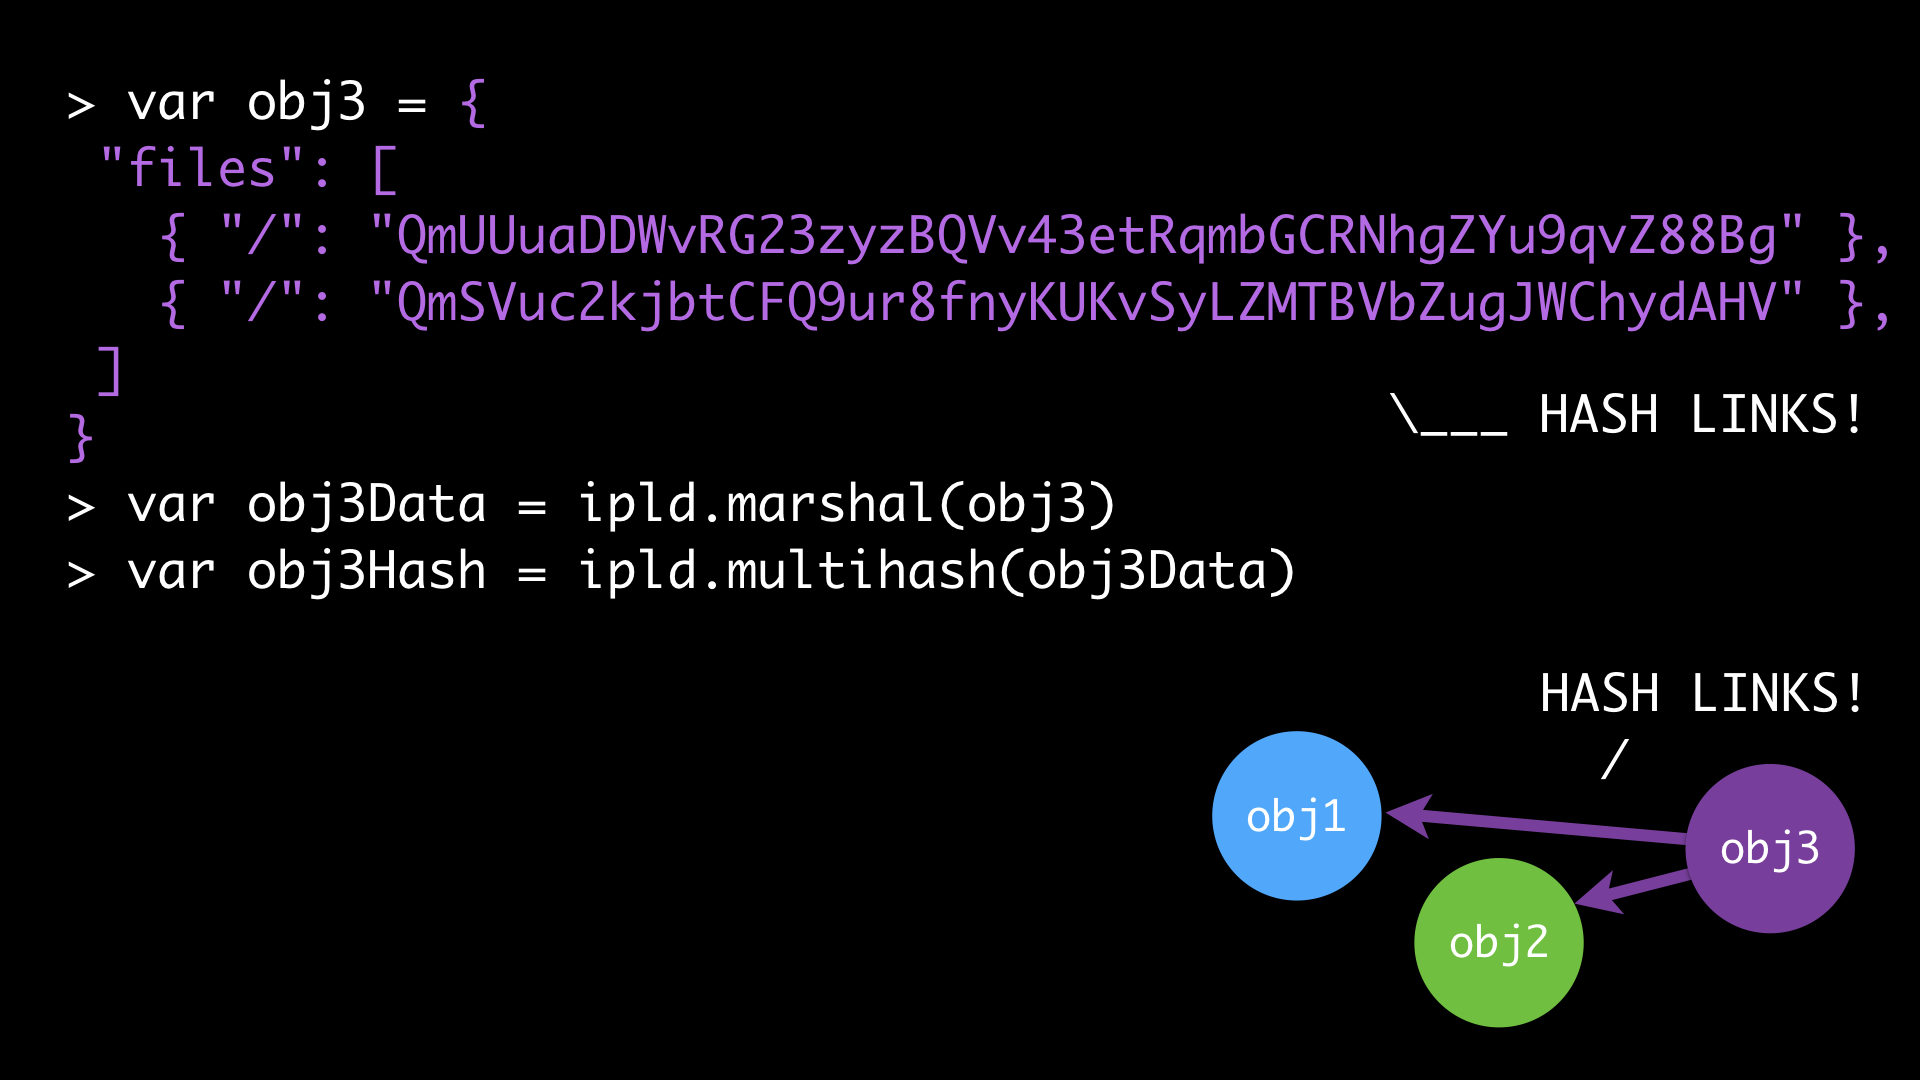 > var obj3 = {
"files": [
{ "/": "QmUUuaDDWvRG23zyzBQVv43etRqmbGCRNhgZYu9qvZ88Bg" },
{ "/": "QmSVuc2kjbtCFQ9ur8fnyKUKvSyLZMTBVbZugJWChydAHV" },
]
}
\___ HASH LINKS!
> var obj3Data = ipld.marshal(obj3)
> var obj3Hash = ipld.multihash(obj3Data)
HASH LINKS!
/
obj1
obj3
obj2